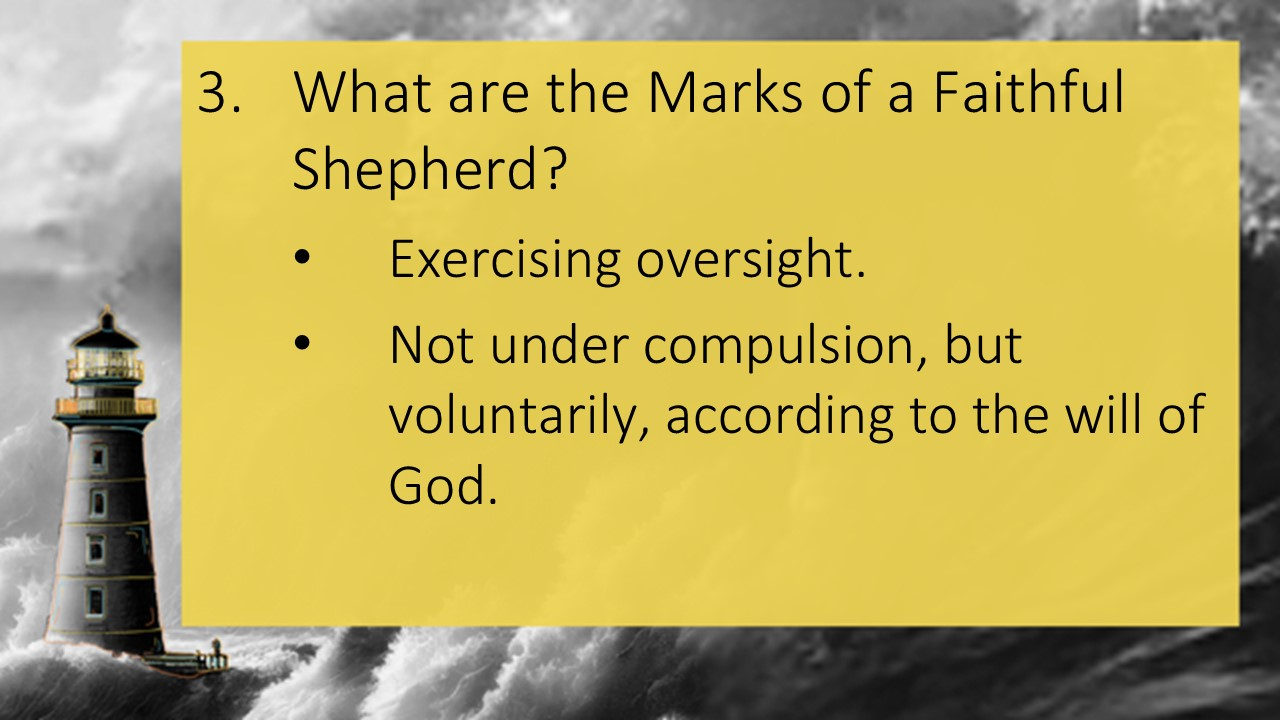 3. What are the Marks of a Faithful
Shepherd?
• Exercising oversight.
• Not under compulsion, but
voluntarily, according to the will of
God.